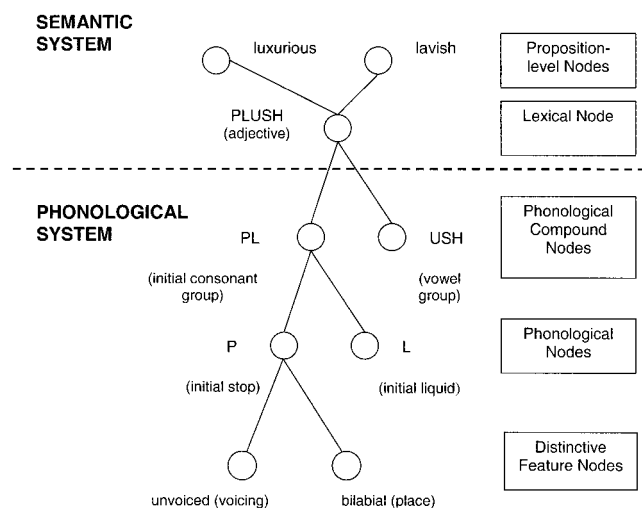 SEMANTIC
SYSTEM
luxurious
lavish
Proposition-
level Nodes
PLUSH
(adjective)
Lexical Node
PHONOLOGICAL
SYSTEM
PL
USH
(initial consonant
group)
(vowel
group)
Phonological
Compound
Nodes
P
L
(initial stop)
(initial liquid)
Phonological
Nodes
unvoiced (voicing)
bilabial (place)
Distinctive
Feature Nodes